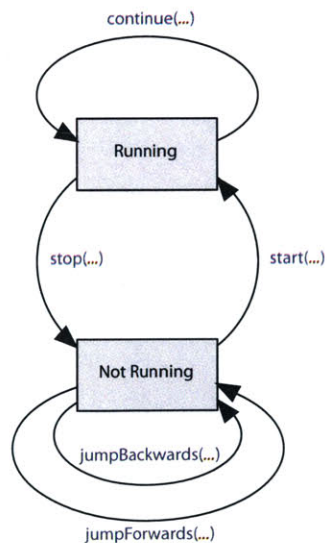 continue(...)
Running
stop(...)
start(...)
Not Running
jumpBackwards(...)
jumpForwards(...)